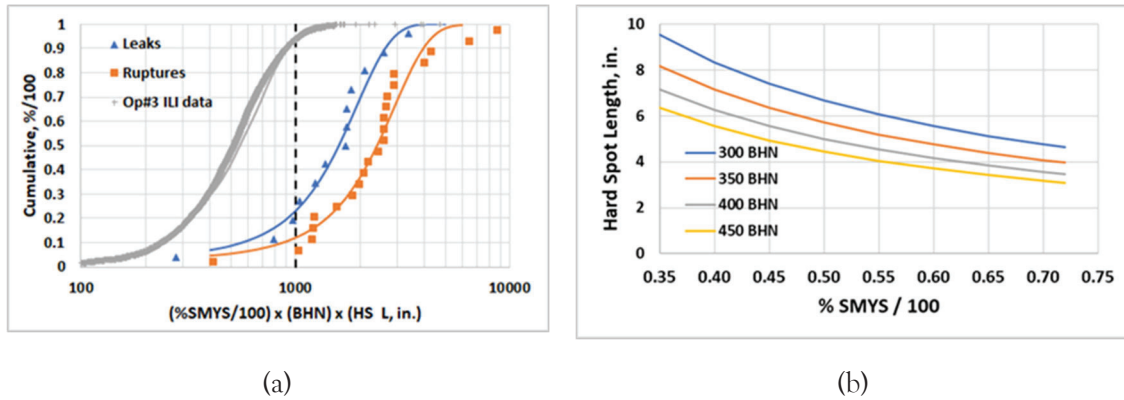 1
0.9
0.8
0.7
0.6
0.5
0.4
0.3
0.2
0.1
0
Cumulative, %/100
Leaks
Ruptures
Op#3 ILI data
100
1000
10000
(%SMYS/100) x (BHN) x (HS L, in.)
(a)
10
8
6
4
2
0
Hard Spot Length, in.
300 BHN
350 BHN
400 BHN
450 BHN
0.35 0.40 0.45 0.50 0.55 0.60 0.65 0.70 0.75
% SMYS / 100
(b)